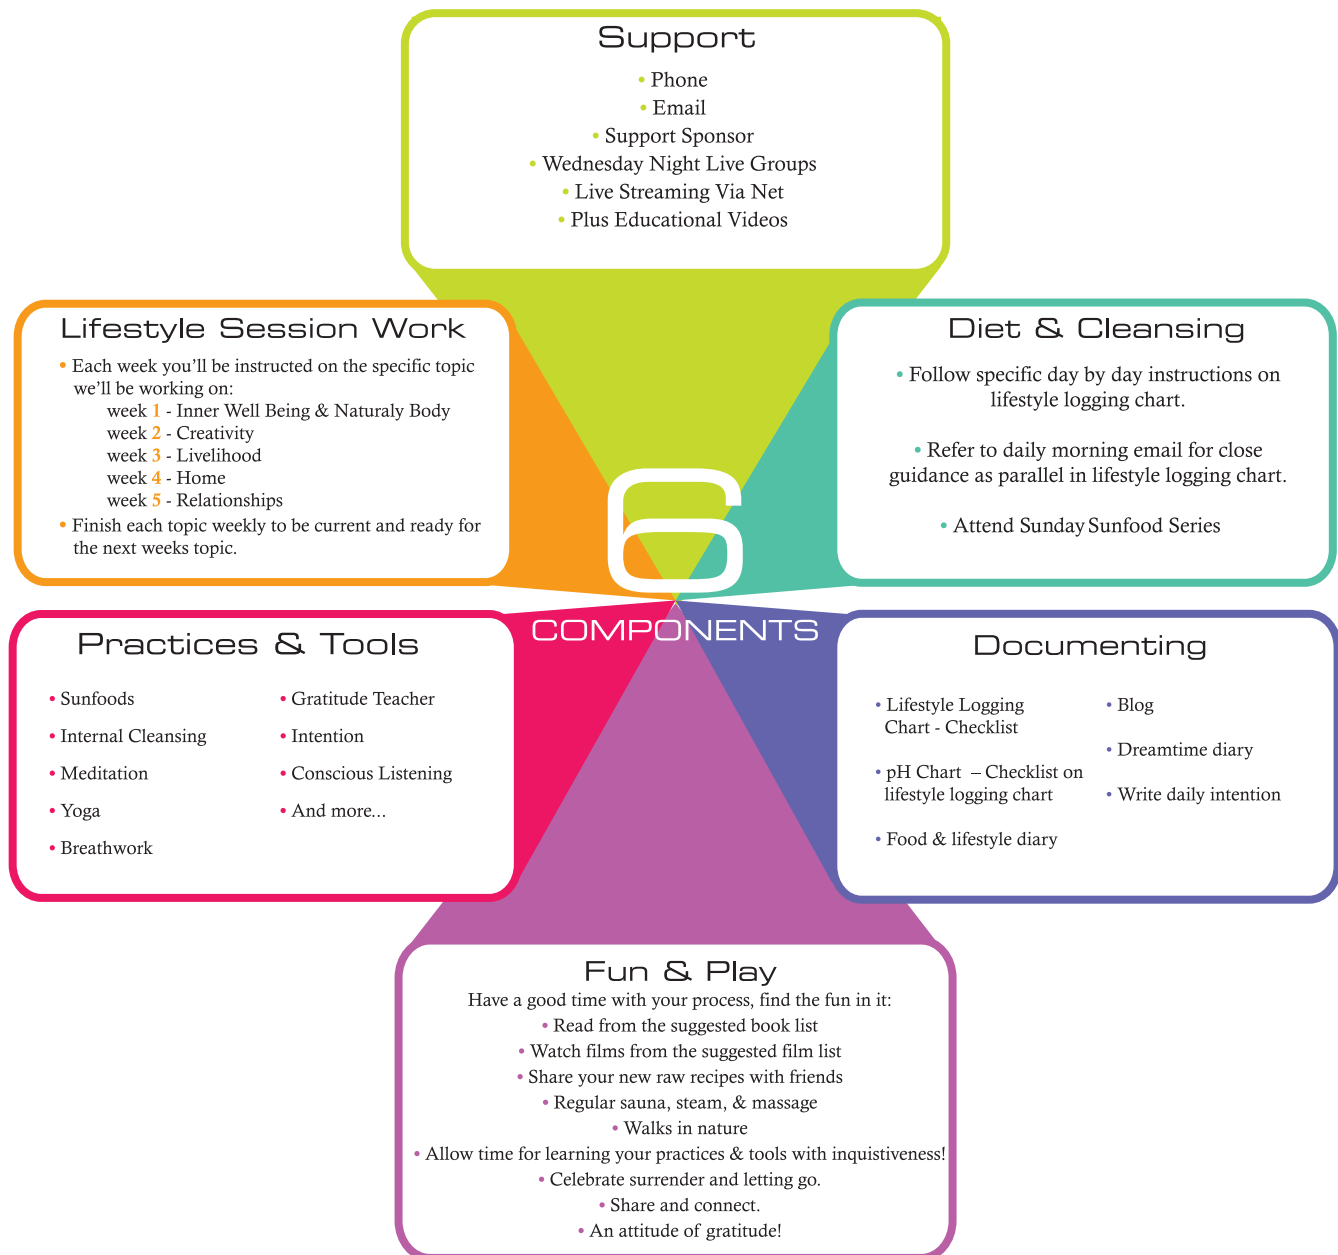 Support
• Phone
• Email
• Support Sponsor
• Wednesday Night Live Groups
• Live Streaming Via Net
• Plus Educational Videos
Lifestyle Session Work
• Each week you’ll be instructed on the specific topic
we’ll be working on:
week 1 - Inner Well Being & Naturaly Body
week 2 - Creativity
week 3 - Livelihood
week 4 - Home
week 5 - Relationships
• Finish each topic weekly to be current and ready for
the next weeks topic.
Diet & Cleansing
• Follow specific day by day instructions on
lifestyle logging chart.
• Refer to daily morning email for close
guidance as parallel in lifestyle logging chart.
• Attend Sunday Sunfood Series
6
COMPONENTS
Practices & Tools
• Sunfoods
• Internal Cleansing
• Meditation
• Yoga
• Breathwork
• Gratitude Teacher
• Intention
• Conscious Listening
• And more...
Documenting
• Lifestyle Logging
Chart - Checklist
• pH Chart – Checklist on
lifestyle logging chart
• Food & lifestyle diary
• Blog
• Dreamtime diary
• Write daily intention
Fun & Play
Have a good time with your process, find the fun in it:
• Read from the suggested book list
• Watch films from the suggested film list
• Share your new raw recipes with friends
• Regular sauna, steam, & massage
• Walks in nature
• Allow time for learning your practices & tools with inquistiveness!
• Celebrate surrender and letting go.
• Share and connect.
• An attitude of gratitude!